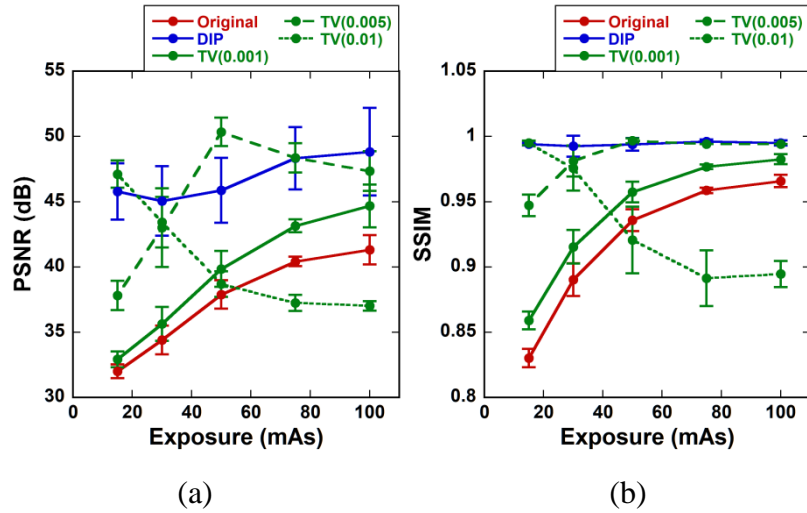 Original
DIP
TV(0.001)
TV(0.005)
TV(0.01)
55
50
45
40
35
30
PSNR (dB)
0 20 40 60 80 100
Exposure (mAs)
(a)
Original
DIP
TV(0.001)
TV(0.005)
TV(0.01)
1.05
1
0.95
0.9
0.85
0.8
SSIM
0 20 40 60 80 100
Exposure (mAs)
(b)